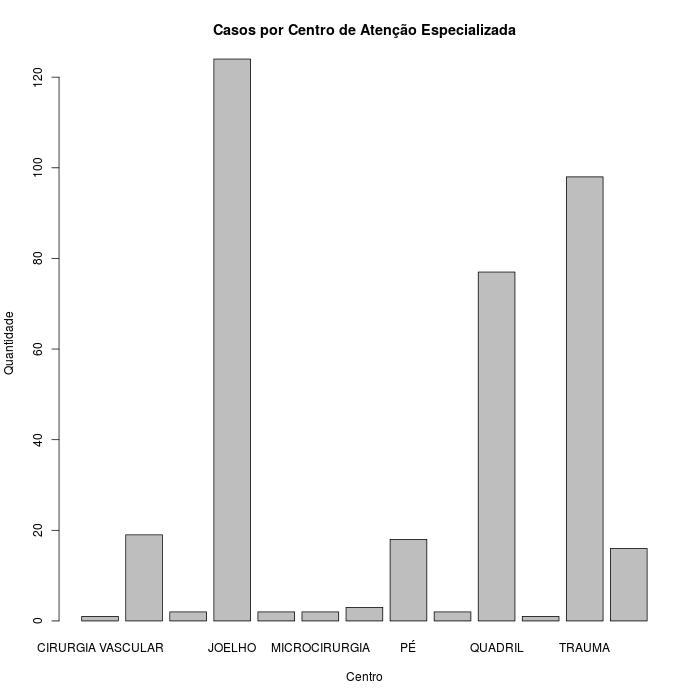 Casos por Centro de Atenção Especializada
Quantidade
120
100
80
60
40
20
0
CIRURGIA VASCULAR JOELHO MICROCIRURGIA PÉ QUADRIL TRAUMA
Centro